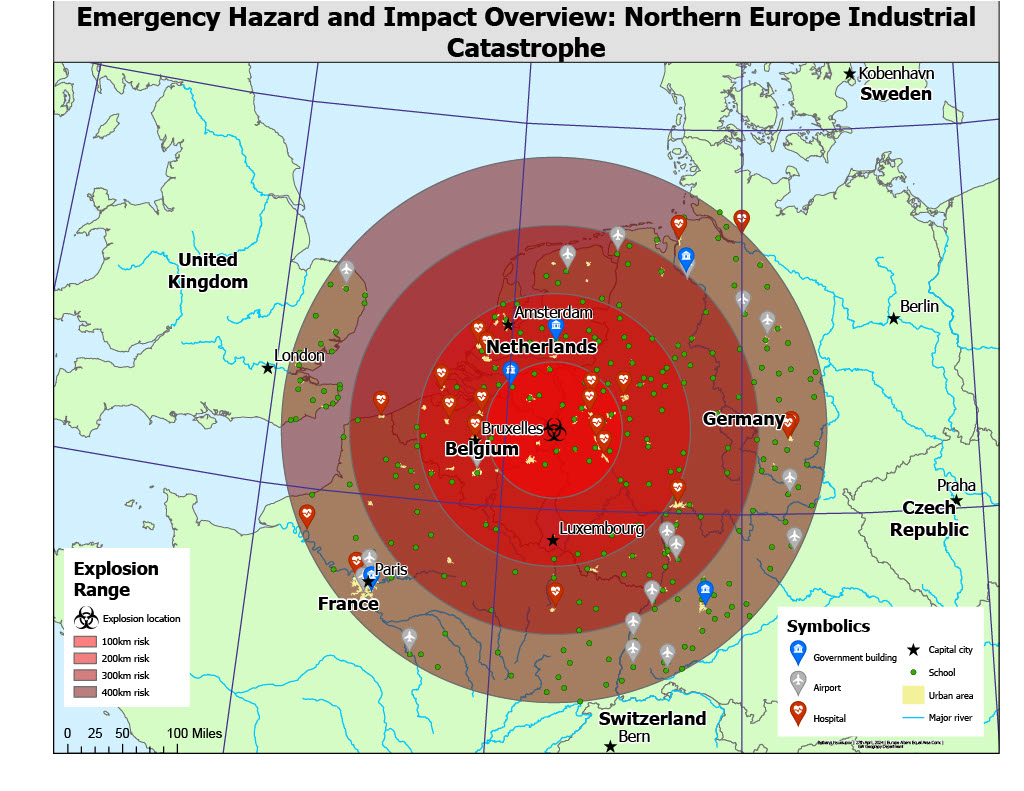 Emergency Hazard and Impact Overview: Northern Europe Industrial
Catastrophe
Kobenhavn
Sweden
United
Kingdom
Berlin
Amsterdam
Netherlands
London
Germany
Bruxelles
Belgium
Praha
Czech
Republic
Luxembourg
Paris
France
Switzerland
Bern
Explosion
Range
Explosion location
100km risk
200km risk
300km risk
400km risk
0 25 50 100 Miles
Symbolics
Government building
Airport
Hospital
Capital city
School
Urban area
Major river